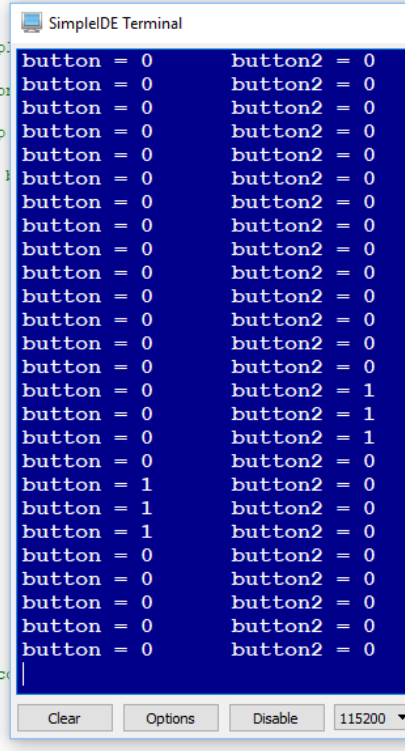 SimpleIDE Terminal
button = 0 button2 = 0
button = 0 button2 = 0
button = 0 button2 = 0
button = 0 button2 = 0
button = 0 button2 = 0
button = 0 button2 = 0
button = 0 button2 = 0
button = 0 button2 = 0
button = 0 button2 = 0
button = 0 button2 = 0
button = 0 button2 = 0
button = 0 button2 = 0
button = 0 button2 = 0
button = 0 button2 = 0
button = 0 button2 = 1
button = 0 button2 = 1
button = 0 button2 = 1
button = 0 button2 = 0
button = 1 button2 = 0
button = 1 button2 = 0
button = 1 button2 = 0
button = 0 button2 = 0
button = 0 button2 = 0
button = 0 button2 = 0
button = 0 button2 = 0
button = 0 button2 = 0
Clear Options Disable 115200